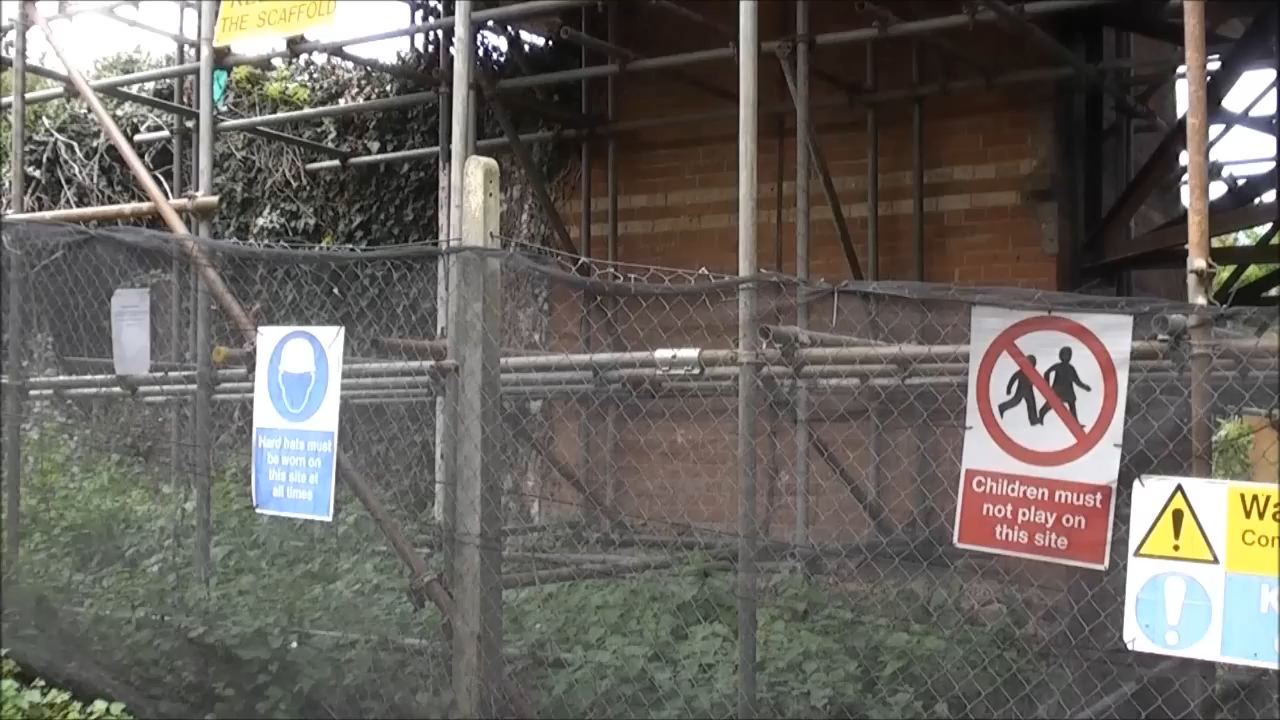 THE SCAFFOLD
Hard hats must
be worn on
this site at
all times
Children must
not play on
this site